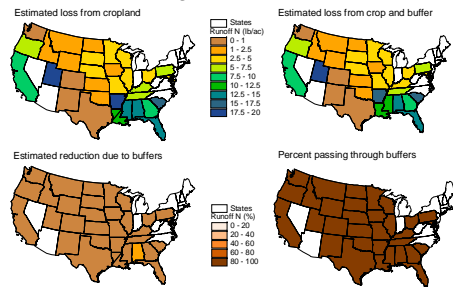 Estimated loss from cropland
Estimated loss from crop and buffer
States
Runoff N (lb/ac)
0 - 1
1 - 2.5
2.5 - 5
5 - 7.5
7.5 - 10
10 - 12.5
12.5 - 15
15 - 17.5
17.5 - 20
Estimated reduction due to buffers
Percent passing through buffers
States
Runoff N (%)
0 - 20
20 - 40
40 - 60
60 - 80
80 - 100